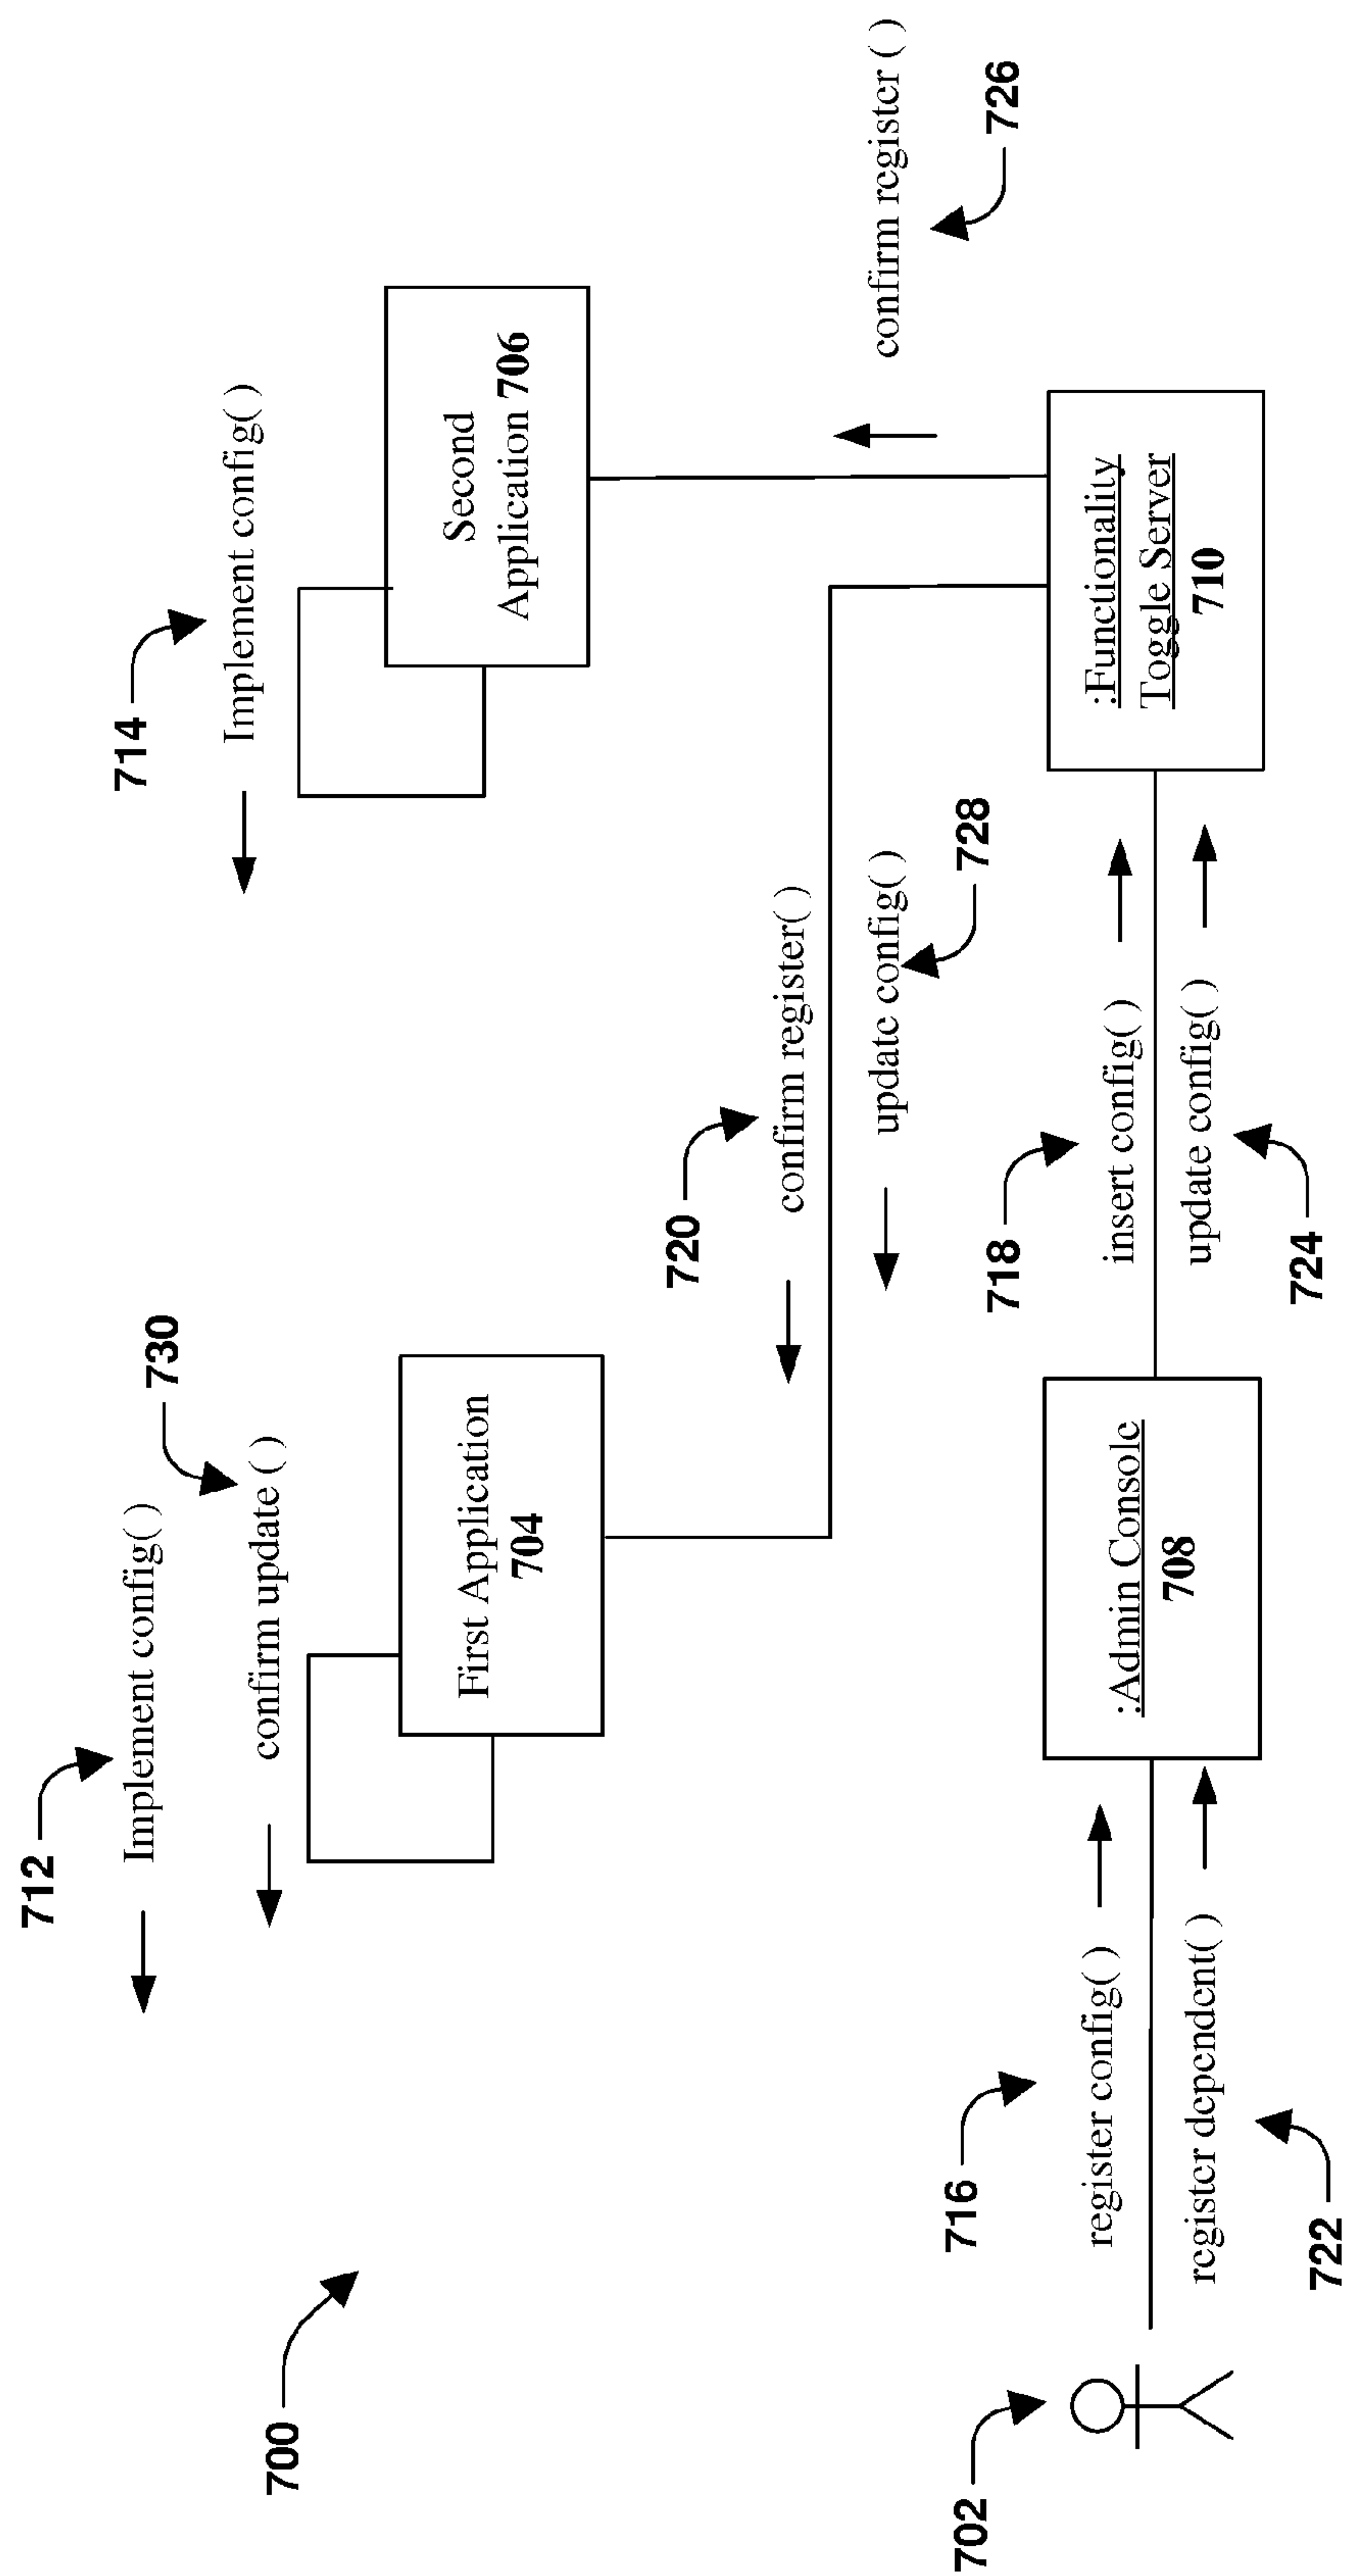 712
Implement config( )
730
confirm update ( )
714
Implement config( )
First Application
704
Second
Application 706
720
confirm register( )
update config( )
728
confirm register ( )
726
700
702
716
register config( )
register dependent( )
722
:Admin Console
708
718
insert config( )
update config( )
724
:Functionality
Toggle Server
710